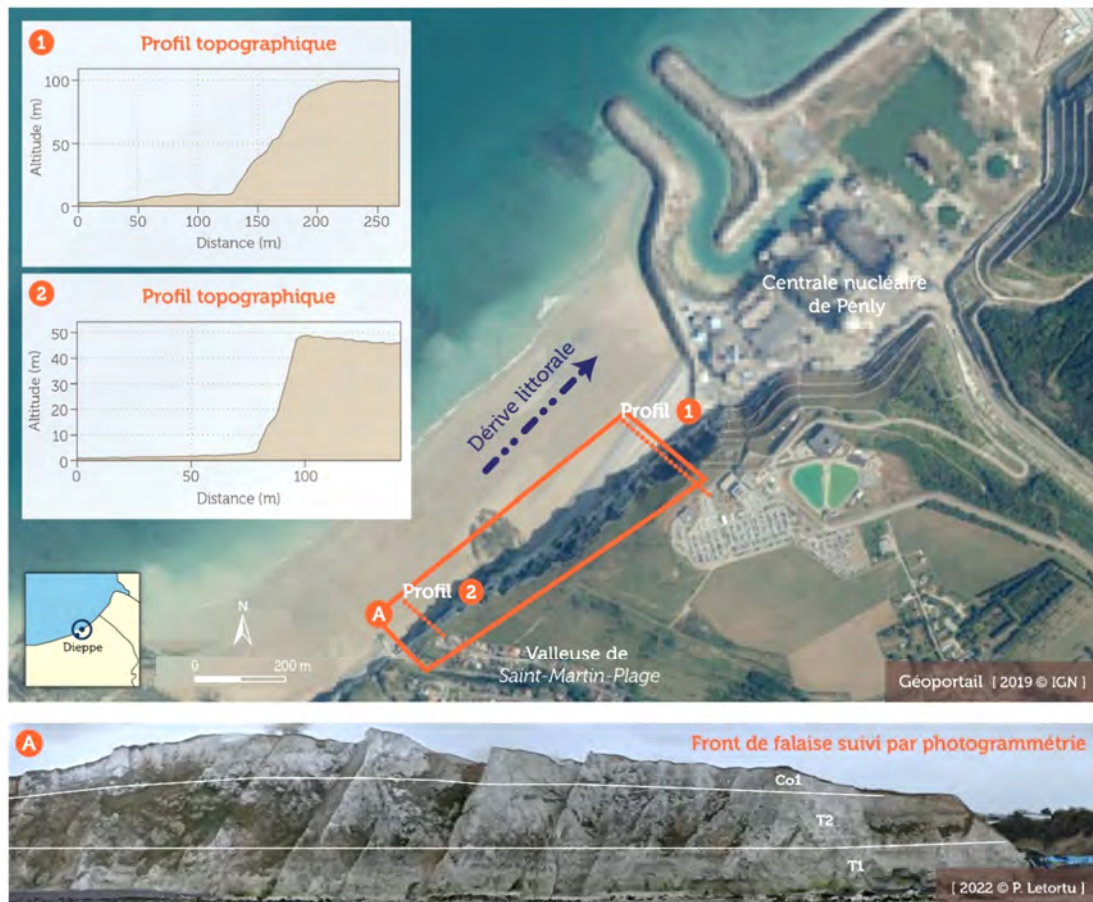 1 Profil topographique
Altitude (m)
100
50
0
0 50 100 150 200 250
Distance (m)
2 Profil topographique
Altitude (m)
50
40
30
20
10
0
0 50 100
Distance (m)
Centrale nucléaire
de Penly
Dérive littorale
Profil 1
Profil 2
A
N
0 200 m
Dieppe
Valleuse de
Saint-Martin-Plage
Géoportail [ 2019 © IGN ]
A Front de falaise suivi par photogrammétrie
Co1
T2
T1
[ 2022 © P. Letortu ]